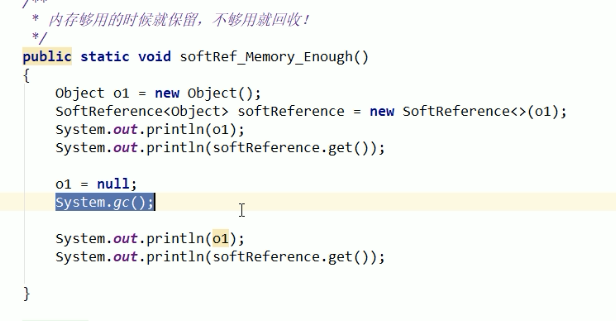 /**
 * 内存够用的时候就保留，不够用就回收！
 */
public static void softRef_Memory_Enough()
{
    Object o1 = new Object();
    SoftReference<Object> softReference = new SoftReference<>(o1);
    System.out.println(o1);
    System.out.println(softReference.get());

    o1 = null;
    System.gc();

    System.out.println(o1);
    System.out.println(softReference.get());

}